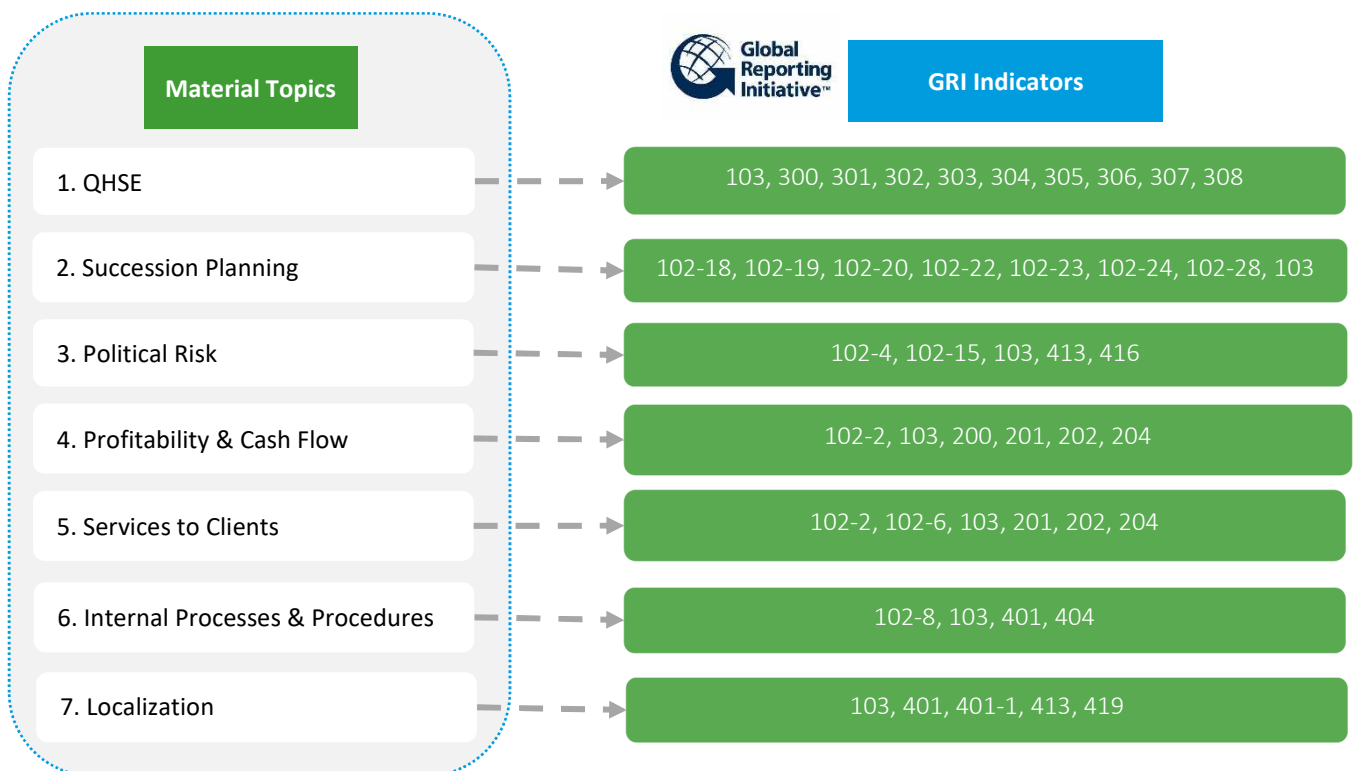 Material Topics
Global
Reporting
Initiative™
GRI Indicators
1. QHSE
103, 300, 301, 302, 303, 304, 305, 306, 307, 308
2. Succession Planning
102-18, 102-19, 102-20, 102-22, 102-23, 102-24, 102-28, 103
3. Political Risk
102-4, 102-15, 103, 413, 416
4. Profitability & Cash Flow
102-2, 103, 200, 201, 202, 204
5. Services to Clients
102-2, 102-6, 103, 201, 202, 204
6. Internal Processes & Procedures
102-8, 103, 401, 404
7. Localization
103, 401, 401-1, 413, 419